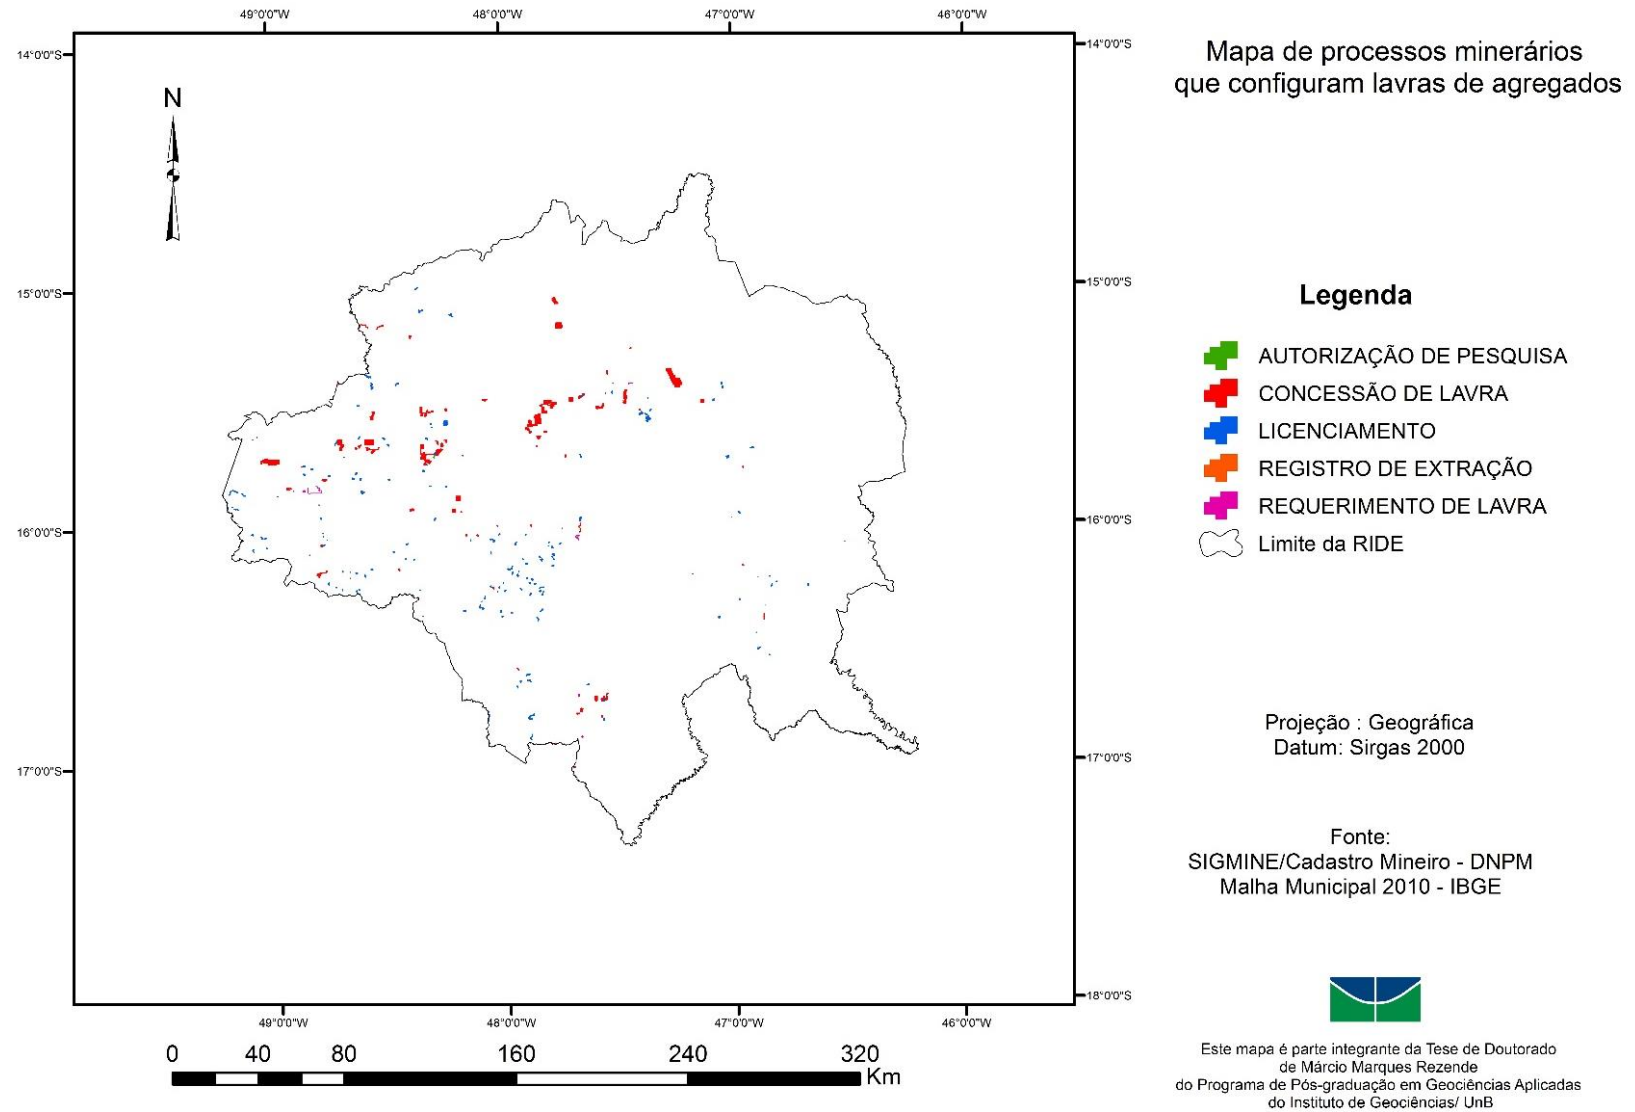 49°0'0"W 48°0'0"W 47°0'0"W 46°0'0"W
14°0'0"S 14°0'0"S
N
15°0'0"S 15°0'0"S
16°0'0"S 16°0'0"S
17°0'0"S 17°0'0"S
18°0'0"S
49°0'0"W 48°0'0"W 47°0'0"W 46°0'0"W
0 40 80 160 240 320
Km
Mapa de processos minerários
que configuram lavras de agregados
Legenda
AUTORIZAÇÃO DE PESQUISA
CONCESSÃO DE LAVRA
LICENCIAMENTO
REGISTRO DE EXTRAÇÃO
REQUERIMENTO DE LAVRA
Limite da RIDE
Projeção : Geográfica
Datum: Sirgas 2000
Fonte:
SIGMINE/Cadastro Mineiro - DNPM
Malha Municipal 2010 - IBGE
Este mapa é parte integrante da Tese de Doutorado
de Márcio Marques Rezende
do Programa de Pós-graduação em Geociências Aplicadas
do Instituto de Geociências/ UnB